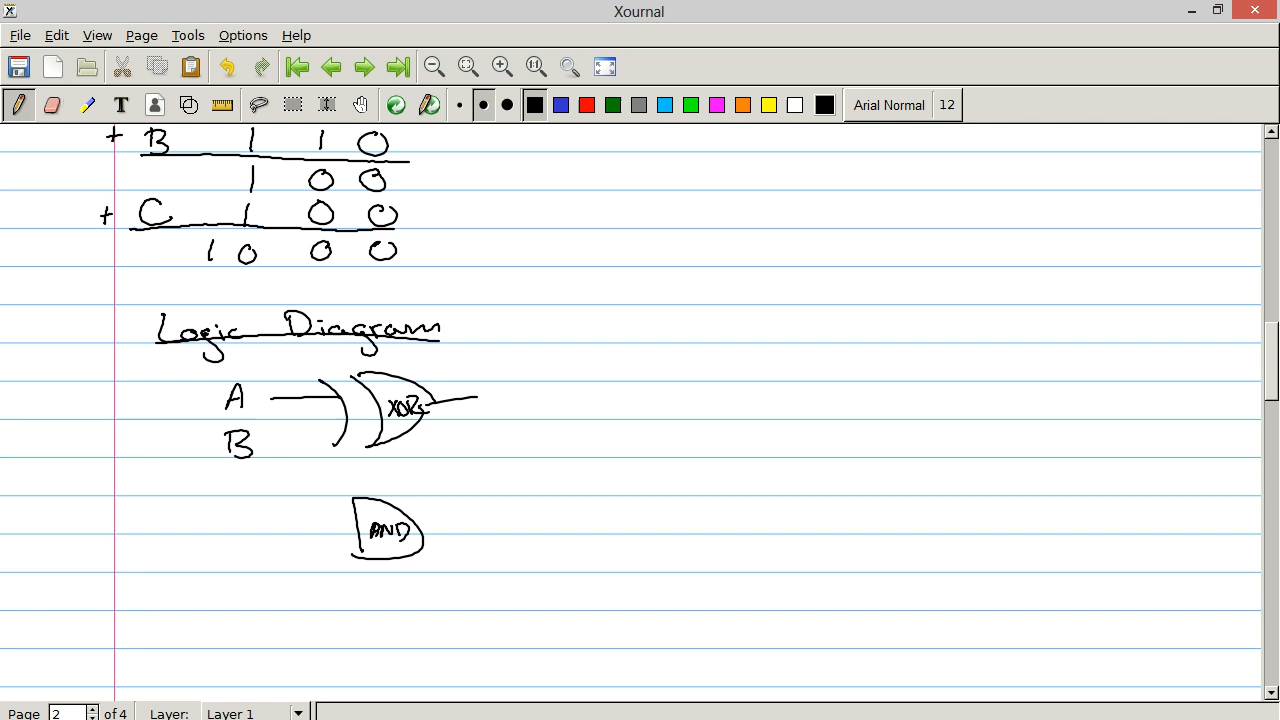 Xournal
File Edit View Page Tools Options Help
Arial Normal 12
+ B 1 1 0
1 0 0
+ C 1 0 0
1 0 0 0
Logic Diagram
A XOR
B
AND
Page 2 of 4 Layer: Layer 1